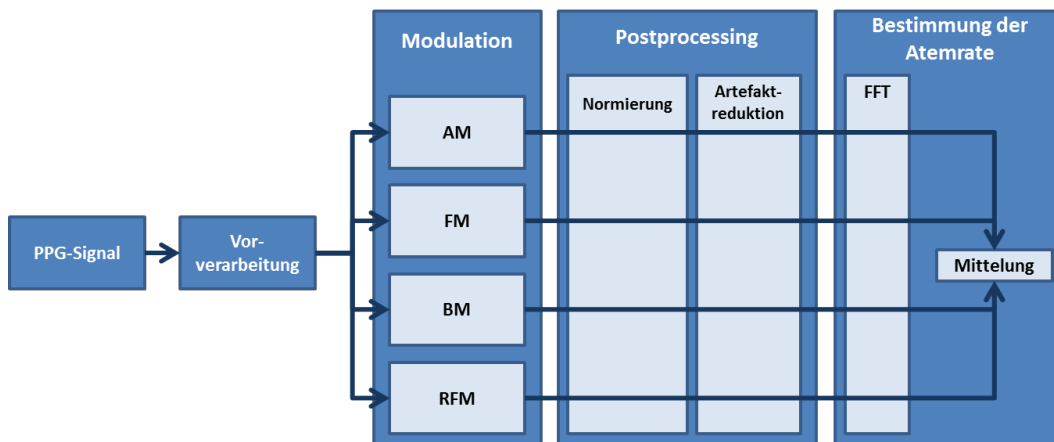 PPG-Signal
Vor-
verarbeitung
Modulation
AM
FM
BM
RFM
Postprocessing
Normierung
Artefakt-
reduktion
Bestimmung der
Atemrate
FFT
Mittelung